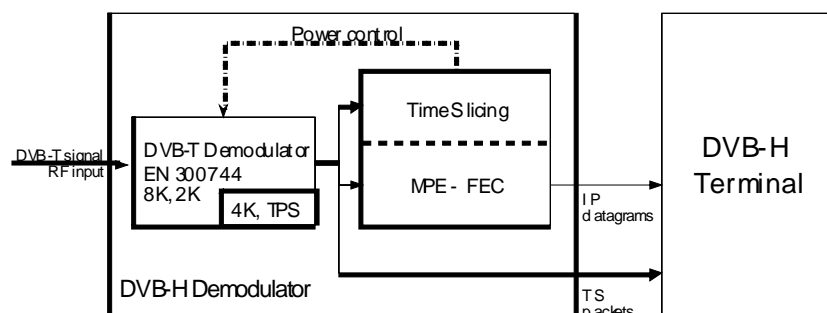 Power control
Time Slicing
MPE - FEC
DVB-T signal
RF input
DVB-T Demodulator
EN 300744
8K, 2K
4K, TPS
DVB-H Demodulator
IP
datagrams
TS
packets
DVB-H
Terminal